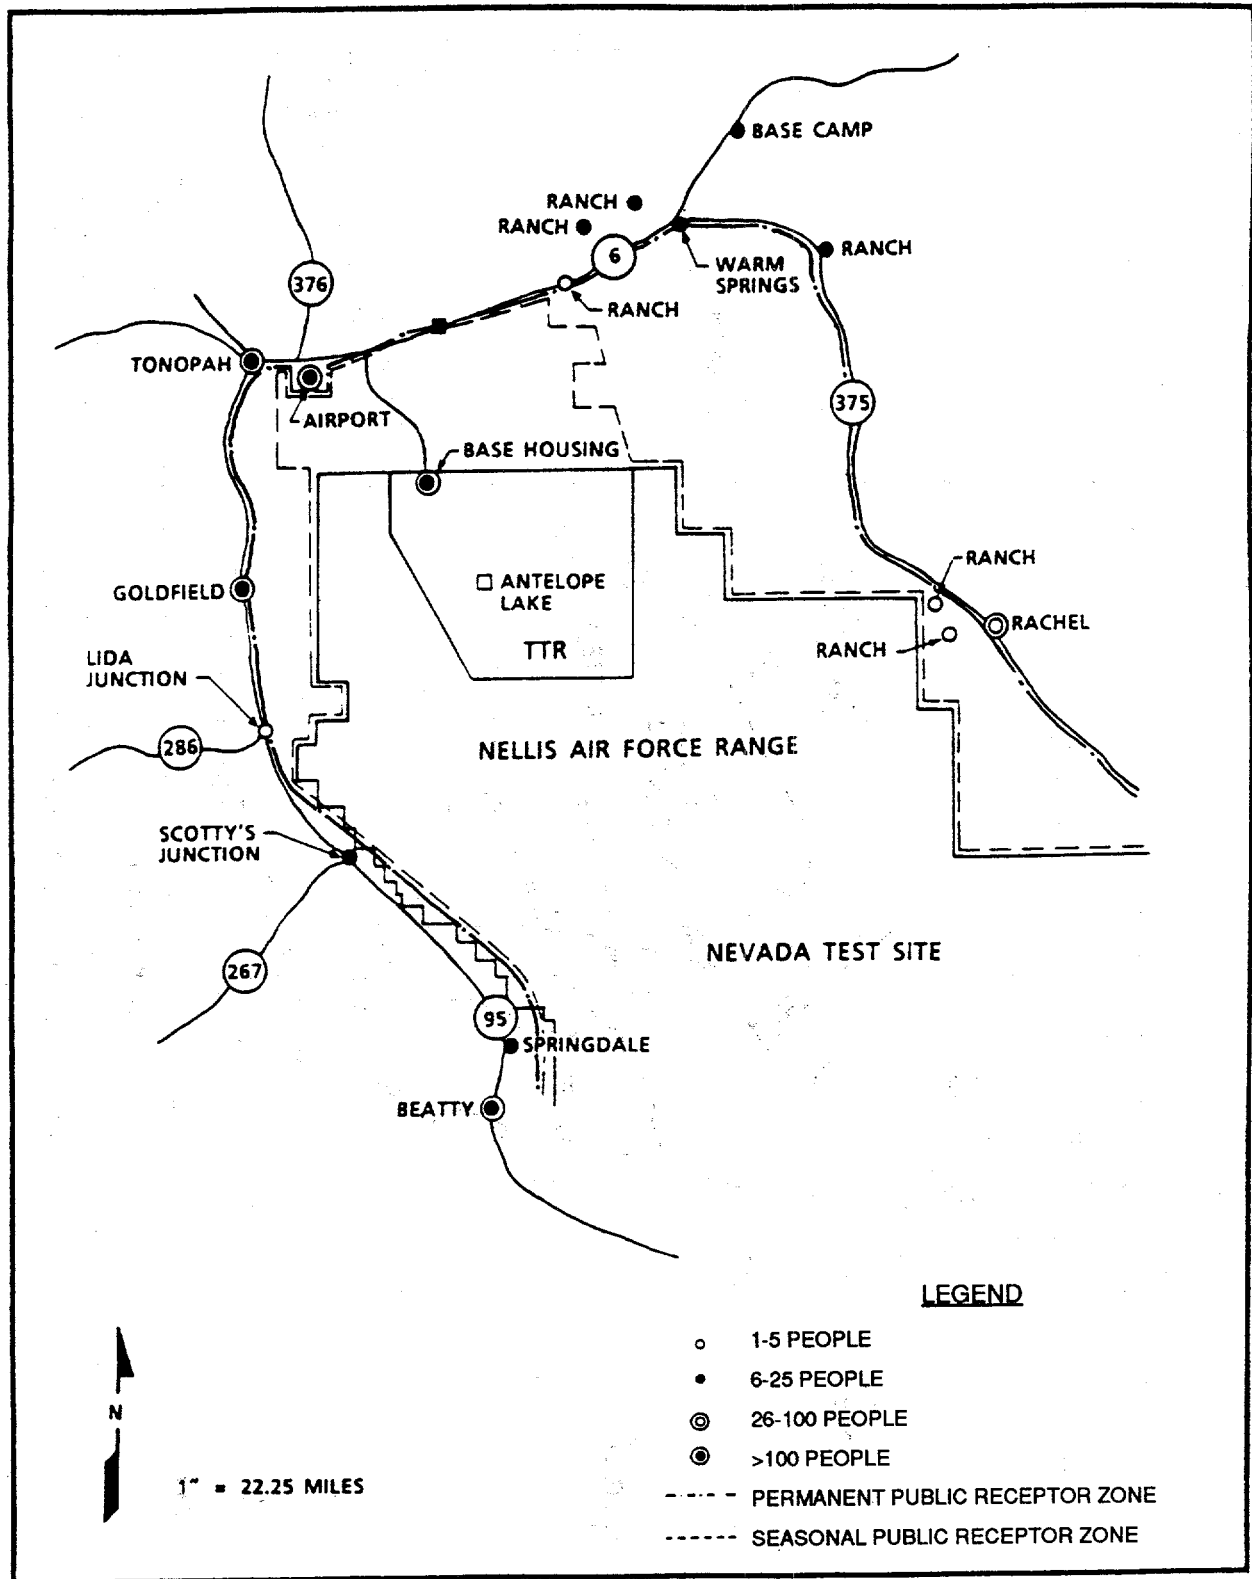 BASE CAMP
RANCH
RANCH
6
WARM
SPRINGS
RANCH
376
RANCH
TONOPAH
AIRPORT
375
BASE HOUSING
RANCH
ANTELOPE
LAKE
GOLDFIELD
RACHEL
RANCH
TTR
LIDA
JUNCTION
286
NELLIS AIR FORCE RANGE
SCOTTY'S
JUNCTION
NEVADA TEST SITE
267
95
SPRINGDALE
BEATTY
LEGEND
1-5 PEOPLE
6-25 PEOPLE
26-100 PEOPLE
>100 PEOPLE
PERMANENT PUBLIC RECEPTOR ZONE
SEASONAL PUBLIC RECEPTOR ZONE
N
1" = 22.25 MILES